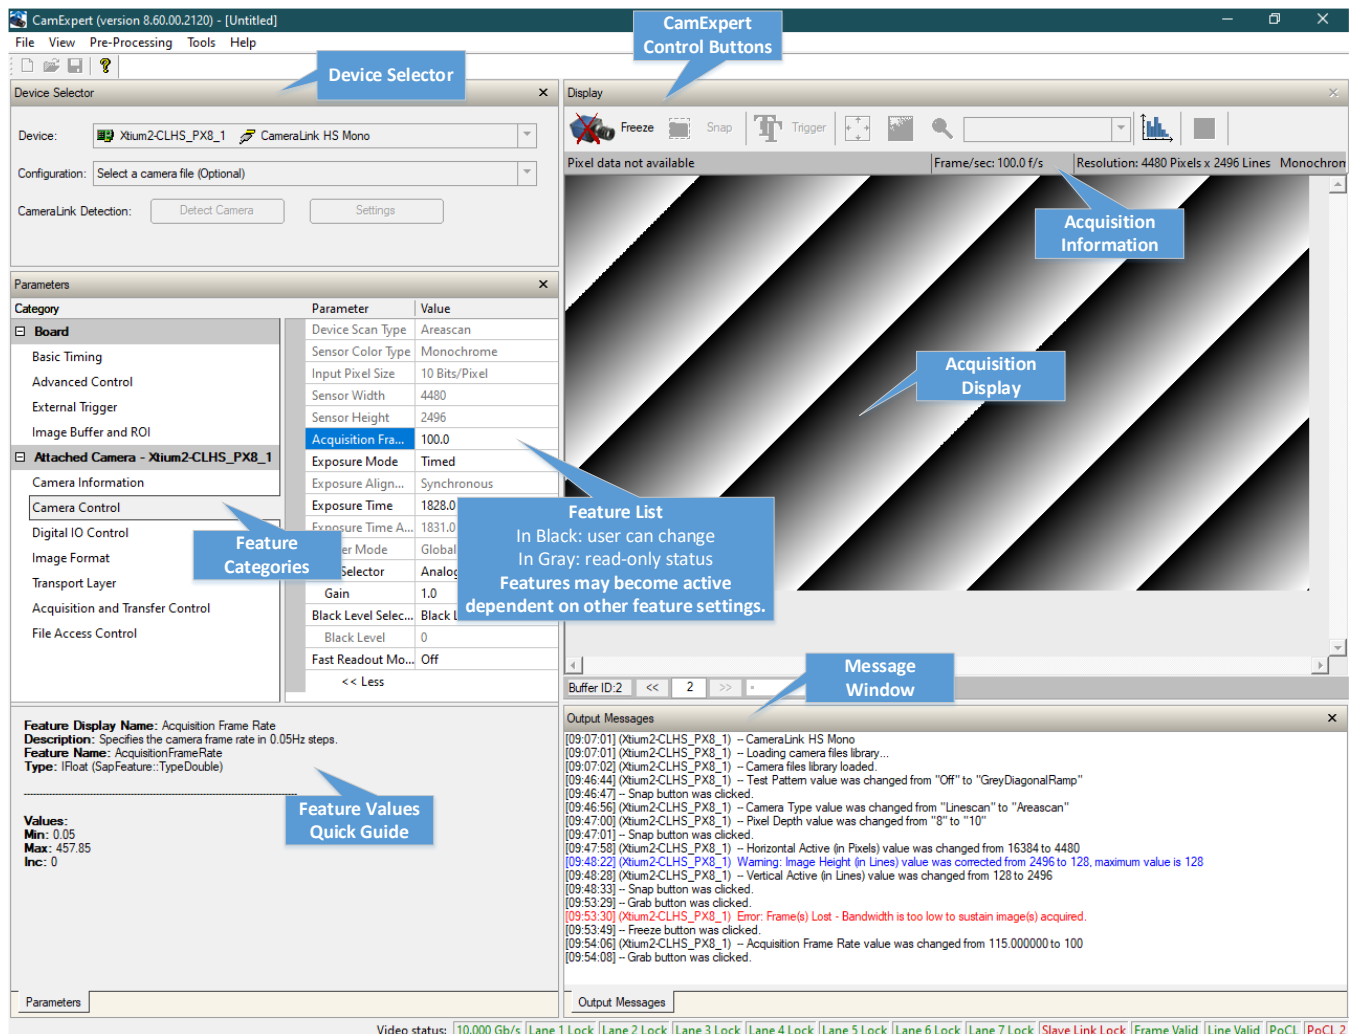 CamExpert (version 8.60.00.2120) - [Untitled]
File View Pre-Processing Tools Help
CamExpert
Control Buttons
Device Selector
Device Selector
Device: Xtium2-CLHS_PX8_1 CameraLink HS Mono
Configuration: Select a camera file (Optional)
CameraLink Detection: Detect Camera Settings
Display
Freeze Snap Trigger
Pixel data not available Frame/sec: 100.0 f/s Resolution: 4480 Pixels x 2496 Lines Monochrom
Acquisition
Information
Acquisition
Display
Parameters
Category Parameter Value
Board
Basic Timing
Advanced Control
External Trigger
Image Buffer and ROI
Attached Camera - Xtium2-CLHS_PX8_1
Camera Information
Camera Control
Digital IO Control
Image Format
Transport Layer
Acquisition and Transfer Control
File Access Control
Feature
Categories
Device Scan Type Areascan
Sensor Color Type Monochrome
Input Pixel Size 10 Bits/Pixel
Sensor Width 4480
Sensor Height 2496
Acquisition Fra... 100.0
Exposure Mode Timed
Exposure Align... Synchronous
Exposure Time 1828.0
Exposure Time A... 1831.0
er Mode Global
Selector Analog
Gain 1.0
Black Level Selec... Black L
Black Level 0
Fast Readout Mo... Off
<< Less
Feature List
In Black: user can change
In Gray: read-only status
Features may become active
dependent on other feature settings.
Buffer ID:2 << 2 >>
Message
Window
Feature Display Name: Acquisition Frame Rate
Description: Specifies the camera frame rate in 0.05Hz steps.
Feature Name: AcquisitionFrameRate
Type: IFloat (SapFeature::TypeDouble)
Values:
Min: 0.05
Max: 457.85
Inc: 0
Feature Values
Quick Guide
Parameters
Output Messages
[09:07:01] (Xtium2-CLHS_PX8_1) -- CameraLink HS Mono
[09:07:01] (Xtium2-CLHS_PX8_1) -- Loading camera files library...
[09:07:02] (Xtium2-CLHS_PX8_1) -- Camera files library loaded.
[09:46:44] (Xtium2-CLHS_PX8_1) -- Test Pattern value was changed from "Off" to "GreyDiagonalRamp"
[09:46:47] -- Snap button was clicked.
[09:46:56] (Xtium2-CLHS_PX8_1) -- Camera Type value was changed from "Linescan" to "Areascan"
[09:47:00] (Xtium2-CLHS_PX8_1) -- Pixel Depth value was changed from "8" to "10"
[09:47:01] -- Snap button was clicked.
[09:47:58] (Xtium2-CLHS_PX8_1) -- Horizontal Active (in Pixels) value was changed from 16384 to 4480
[09:48:22] (Xtium2-CLHS_PX8_1) Warning: Image Height (in Lines) value was corrected from 2496 to 128, maximum value is 128
[09:48:28] (Xtium2-CLHS_PX8_1) -- Vertical Active (in Lines) value was changed from 128 to 2496
[09:48:33] -- Snap button was clicked.
[09:53:29] -- Grab button was clicked.
[09:53:30] (Xtium2-CLHS_PX8_1) Error: Frame(s) Lost - Bandwidth is too low to sustain image(s) acquired.
[09:53:49] -- Freeze button was clicked.
[09:54:06] (Xtium2-CLHS_PX8_1) -- Acquisition Frame Rate value was changed from 115.000000 to 100
[09:54:08] -- Grab button was clicked.
Output Messages
Video status: 10.000 Gb/s Lane 1 Lock Lane 2 Lock Lane 3 Lock Lane 4 Lock Lane 5 Lock Lane 6 Lock Lane 7 Lock Slave Link Lock Frame Valid Line Valid PoCL PoCL 2